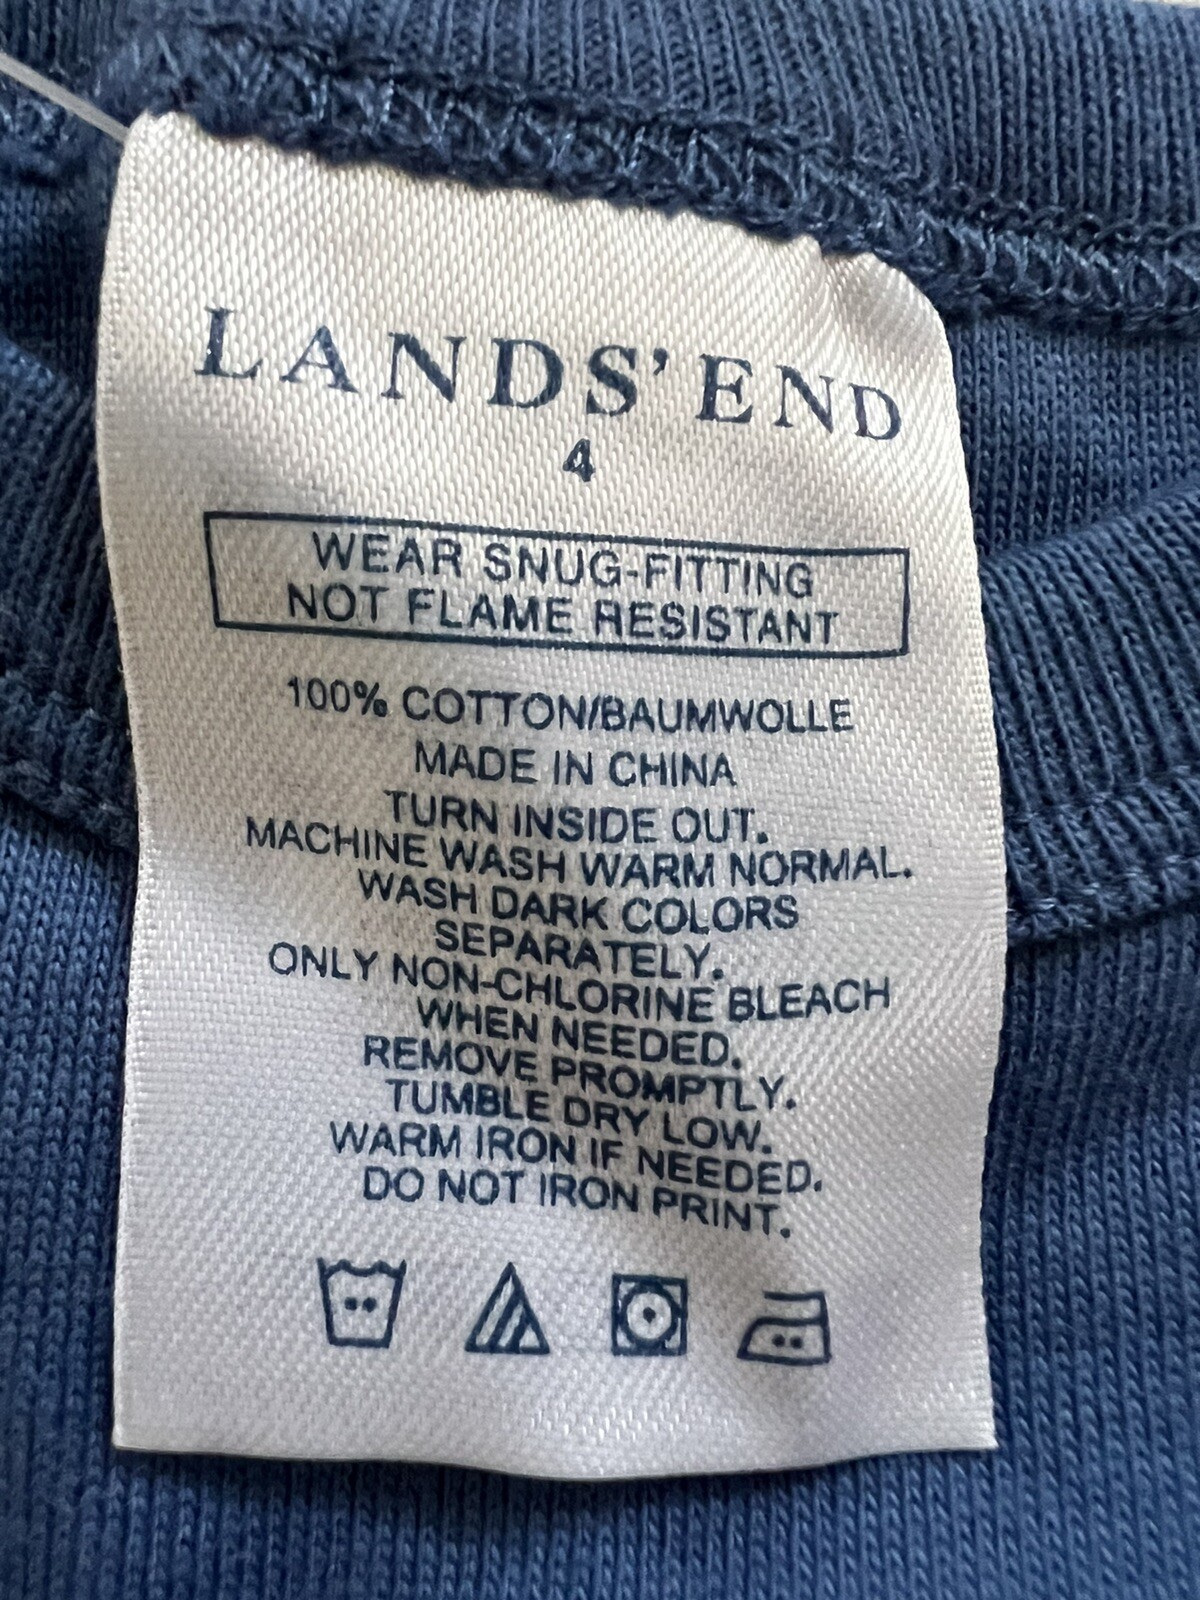 LANDS' END
4
WEAR SNUG-FITTING
NOT FLAME RESISTANT
100% COTTON/BAUMWOLLE
MADE IN CHINA
TURN INSIDE OUT.
MACHINE WASH WARM NORMAL.
WASH DARK COLORS
SEPARATELY.
ONLY NON-CHLORINE BLEACH
WHEN NEEDED.
REMOVE PROMPTLY.
TUMBLE DRY LOW.
WARM IRON IF NEEDED.
DO NOT IRON PRINT.